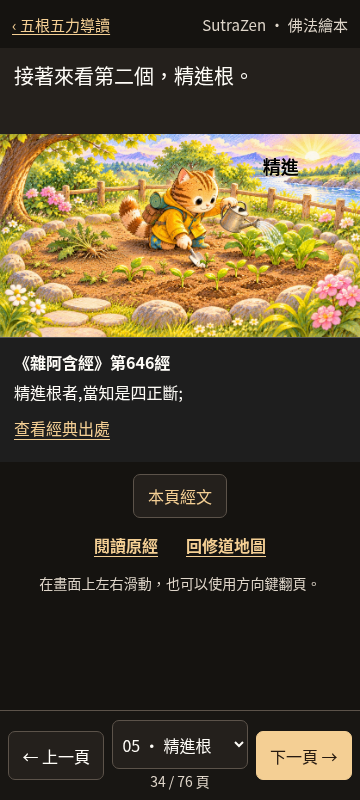 ‹ 五根五力導讀
SutraZen · 佛法繪本
接著來看第二個，精進根。
精進
《雜阿含經》第646經
精進根者,當知是四正斷;
查看經典出處
本頁經文
閱讀原經
回修道地圖
在畫面上左右滑動，也可以使用方向鍵翻頁。
← 上一頁
05 · 精進根
下一頁 →
34 / 76 頁